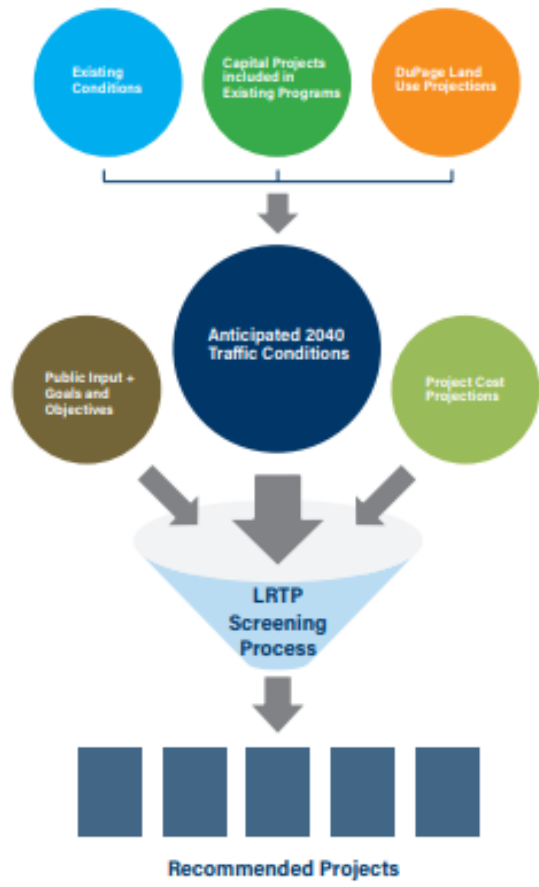 Existing
Conditions
Capital Projects
included in
Existing Programs
DuPage Land
Use Projections
Anticipated 2040
Traffic Conditions
Public Input +
Goals and
Objectives
Project Cost
Projections
LRTP
Screening
Process
Recommended Projects